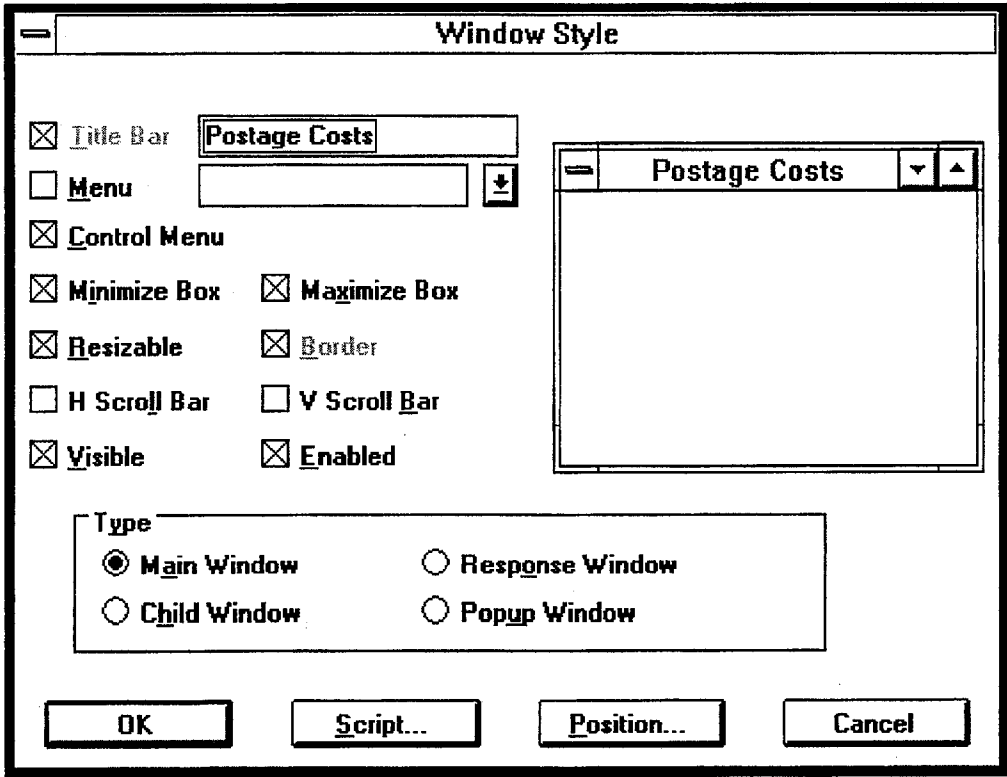 Window Style
Title Bar Postage Costs
Postage Costs
Menu
Control Menu
Minimize Box Maximize Box
Resizable Border
H Scroll Bar V Scroll Bar
Visible Enabled
Type
Main Window Response Window
Child Window Popup Window
OK Script... Position... Cancel